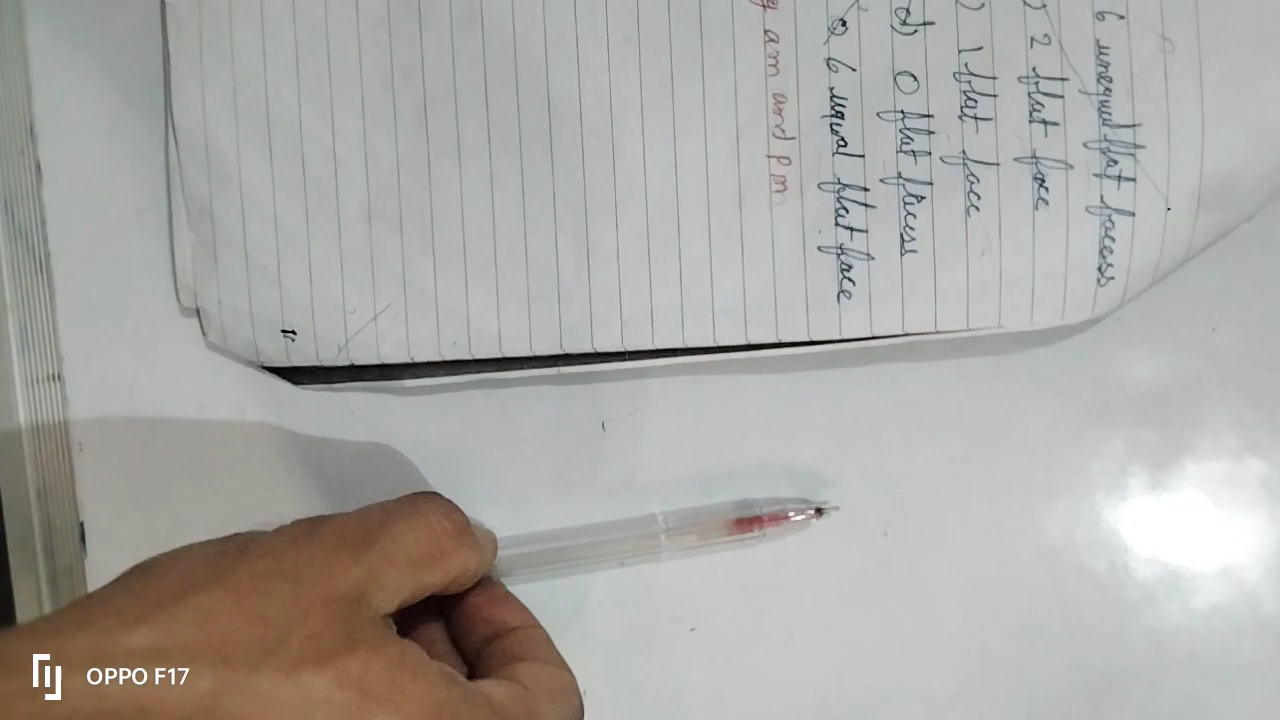 6 unequal flat facess
) 2 flat face
) 1 flat face
d) 0 flat facess
6 uqual flat face
am and pm
OPPO F17